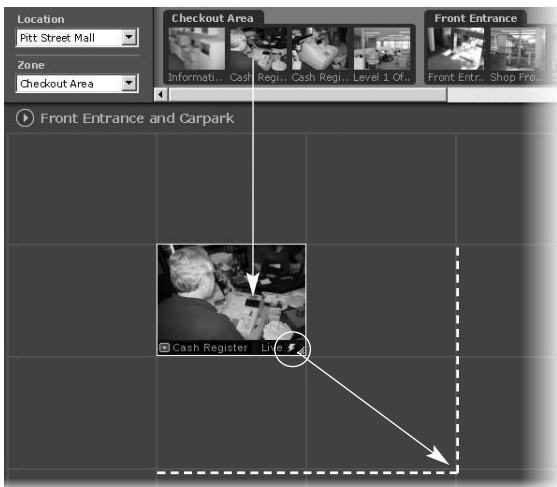 Location
Pitt Street Mall
Zone
Checkout Area
Checkout Area
Informati.. Cash Regi.. Cash Regi.. Level 1 Of..
Front Entrance
Front Entr.. Shop Fro..
Front Entrance and Carpark
Cash Register Live